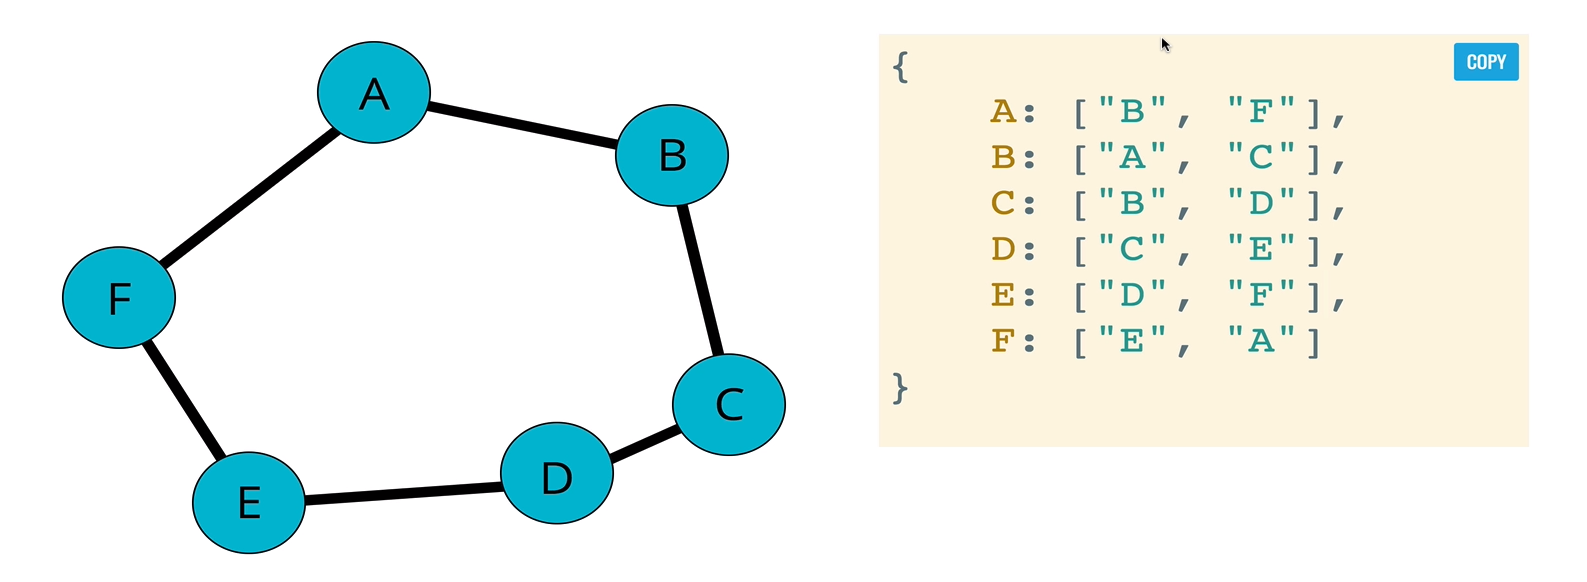 A
B
F
C
D
E
COPY
{
A: ["B", "F"],
B: ["A", "C"],
C: ["B", "D"],
D: ["C", "E"],
E: ["D", "F"],
F: ["E", "A"]
}